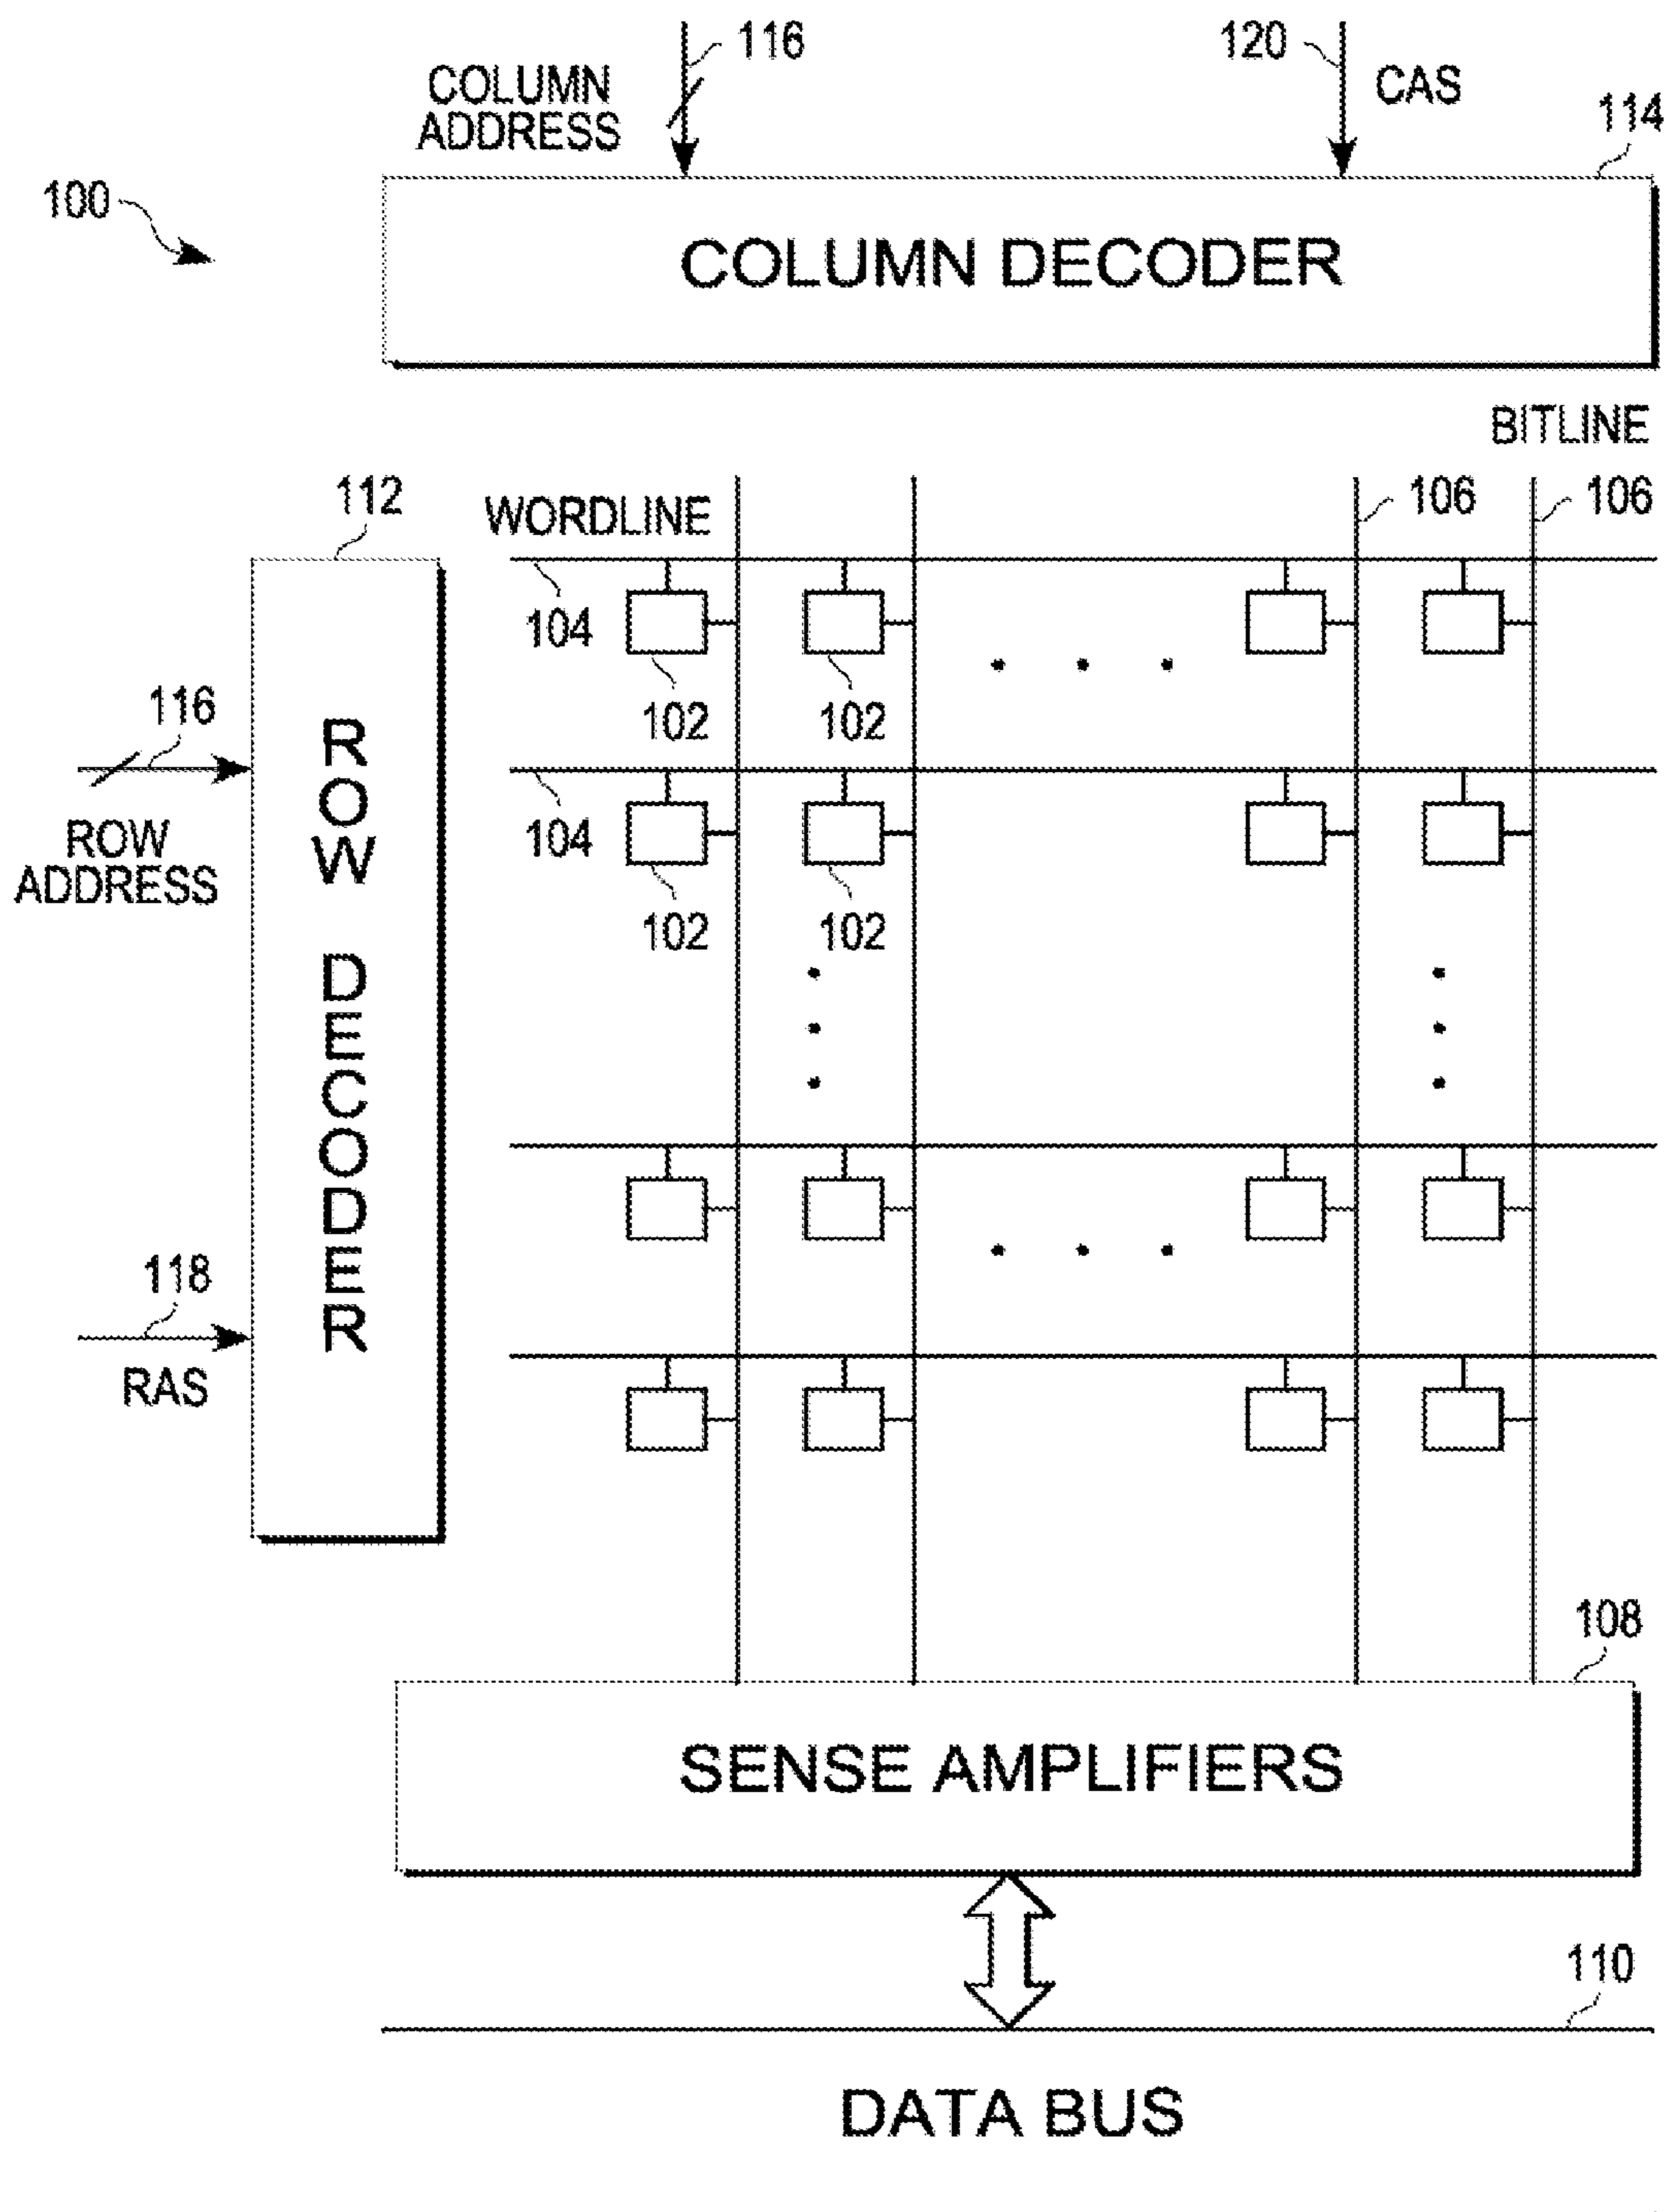 116
120
COLUMN
ADDRESS
CAS
114
100
COLUMN DECODER
BITLINE
112
WORDLINE
106
106
104
102
102
116
ROW
ADDRESS
104
102
102
ROW DECODER
118
RAS
108
SENSE AMPLIFIERS
110
DATA BUS